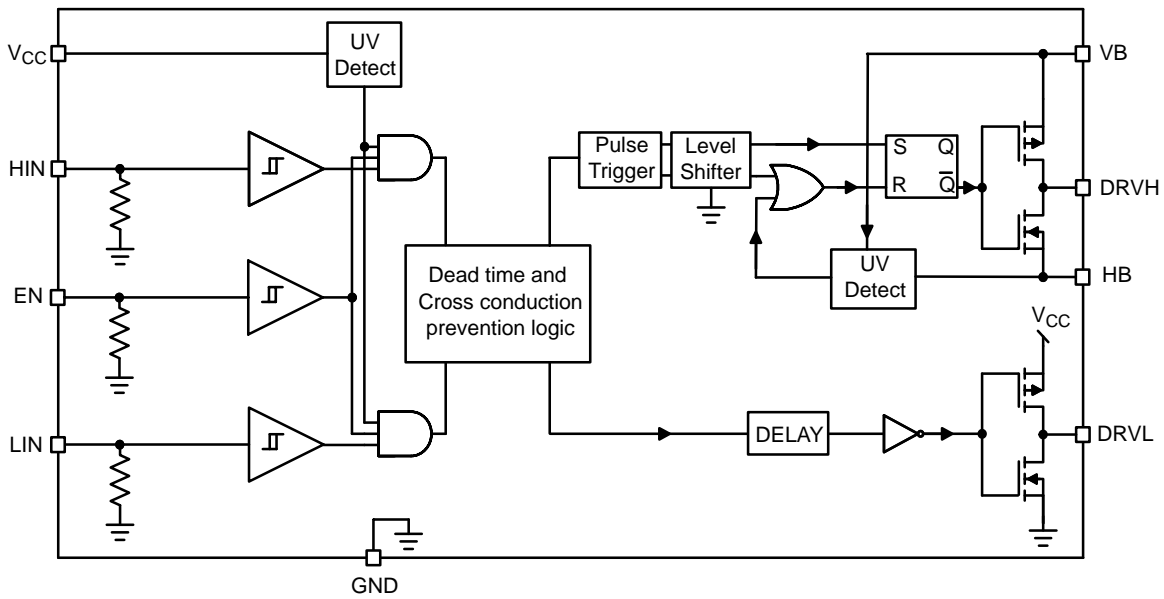 VCC
UV
Detect
VB
HIN
Pulse
Trigger
Level
Shifter
S Q
R Q̅
DRVH
EN
Dead time and
Cross conduction
prevention logic
UV
Detect
HB
VCC
LIN
DELAY
DRVL
GND